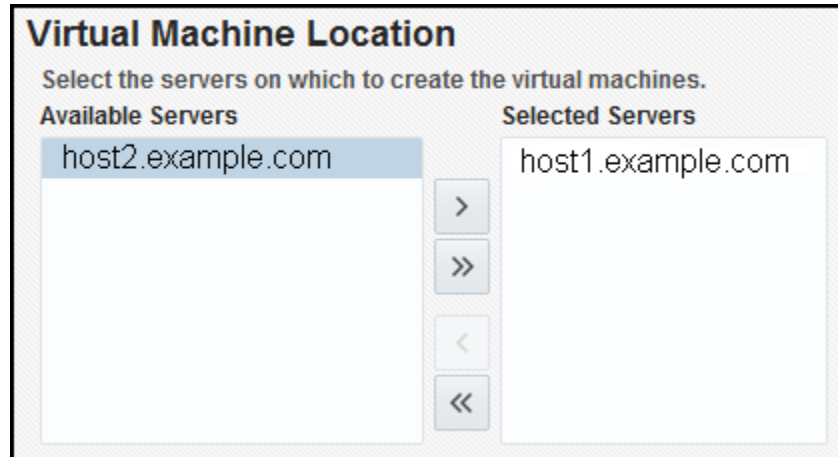 Virtual Machine Location
Select the servers on which to create the virtual machines.
Available Servers
Selected Servers
host2.example.com
host1.example.com